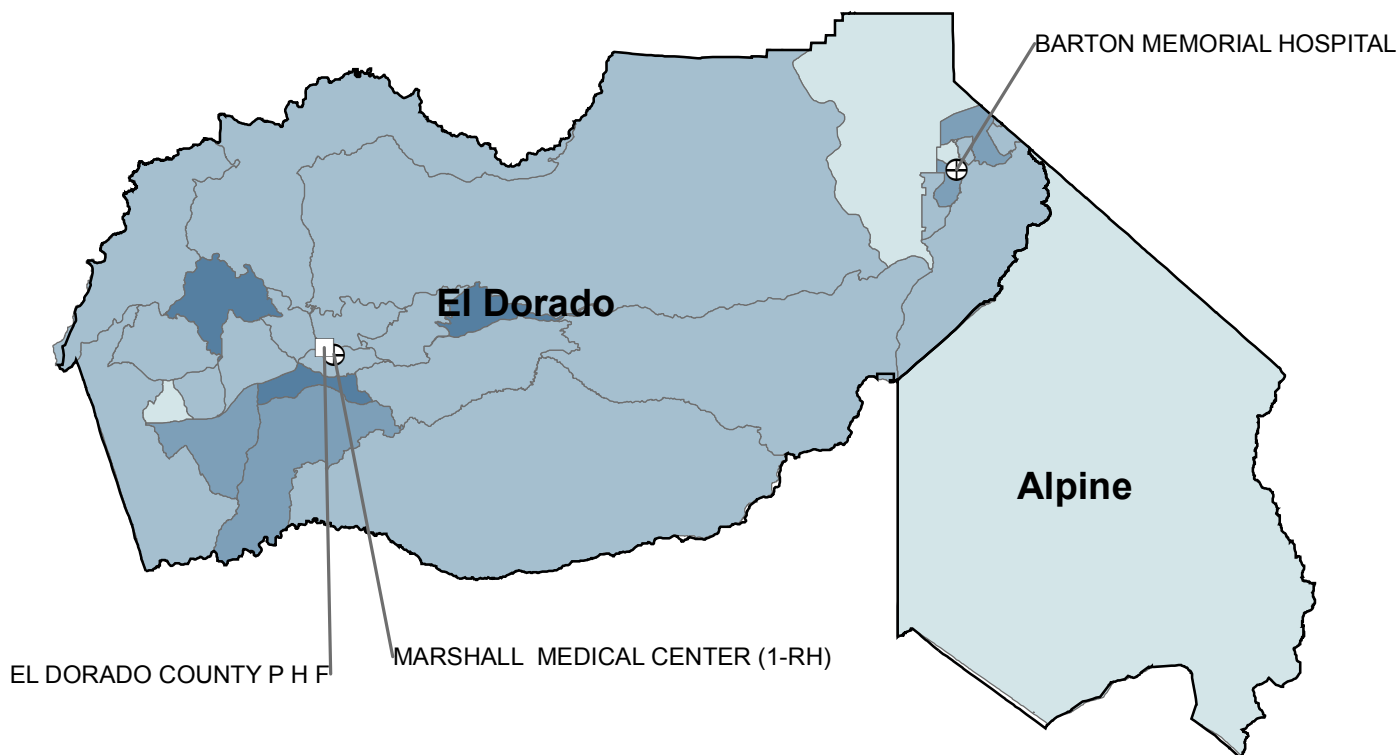 BARTON MEMORIAL HOSPITAL
El Dorado
Alpine
MARSHALL  MEDICAL CENTER (1-RH)
EL DORADO COUNTY P H F